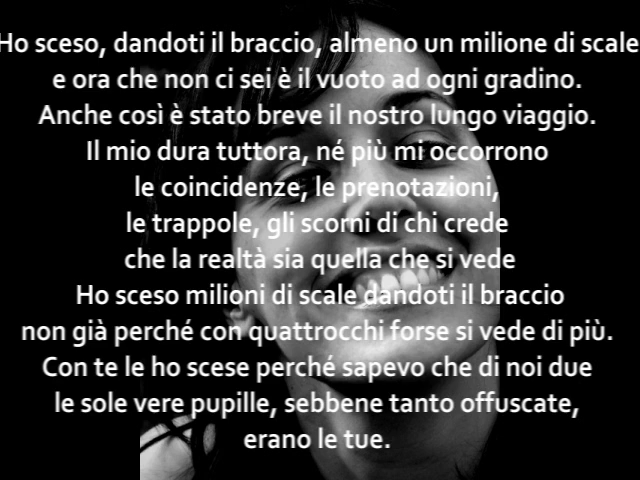 Ho sceso, dandoti il braccio, almeno un milione di scale
e ora che non ci sei è il vuoto ad ogni gradino.
Anche così è stato breve il nostro lungo viaggio.
Il mio dura tuttora, né più mi occorrono
le coincidenze, le prenotazioni,
le trappole, gli scorni di chi crede
che la realtà sia quella che si vede
Ho sceso milioni di scale dandoti il braccio
non già perché con quattrocchi forse si vede di più.
Con te le ho scese perché sapevo che di noi due
le sole vere pupille, sebbene tanto offuscate,
erano le tue.